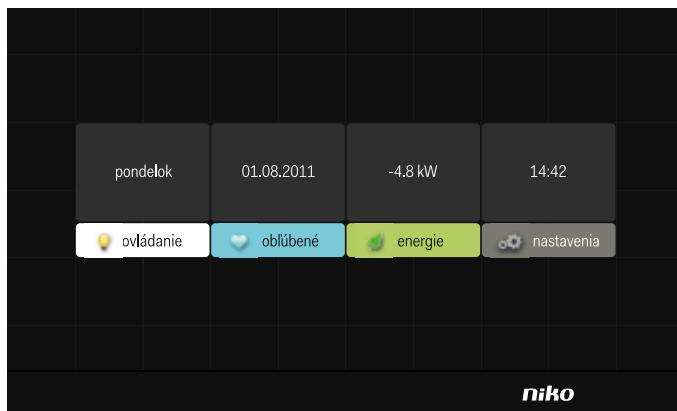 pondelok 01.08.2011 -4.8 kW 14:42
ovládanie obľúbené energie nastavenia
niko